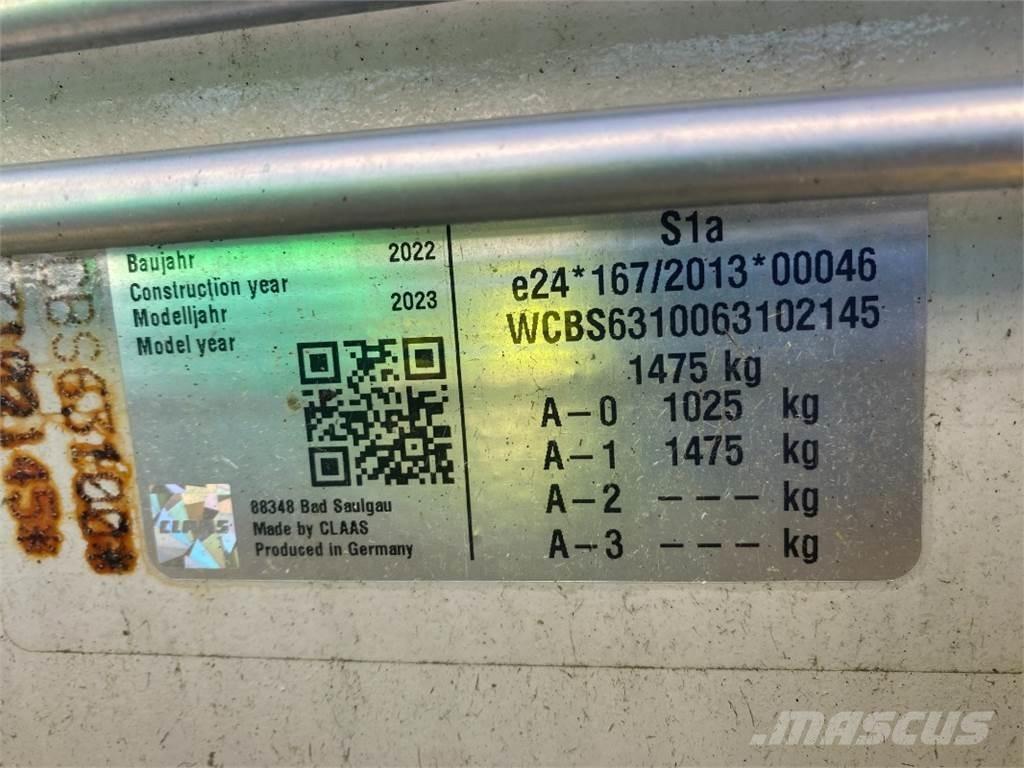 Baujahr 2022
Construction year
Modelljahr 2023
Model year
CLAAS
88348 Bad Saulgau
Made by CLAAS
Produced in Germany
S1a
e24*167/2013*00046
WCBS6310063102145
1475 kg
A-0 1025 kg
A-1 1475 kg
A-2 --- kg
A-3 --- kg
MASCUS